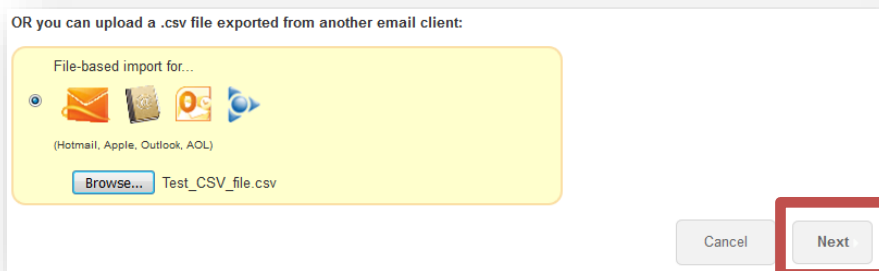 OR you can upload a .csv file exported from another email client:
File-based import for...
(Hotmail, Apple, Outlook, AOL)
Browse... Test_CSV_file.csv
Cancel Next